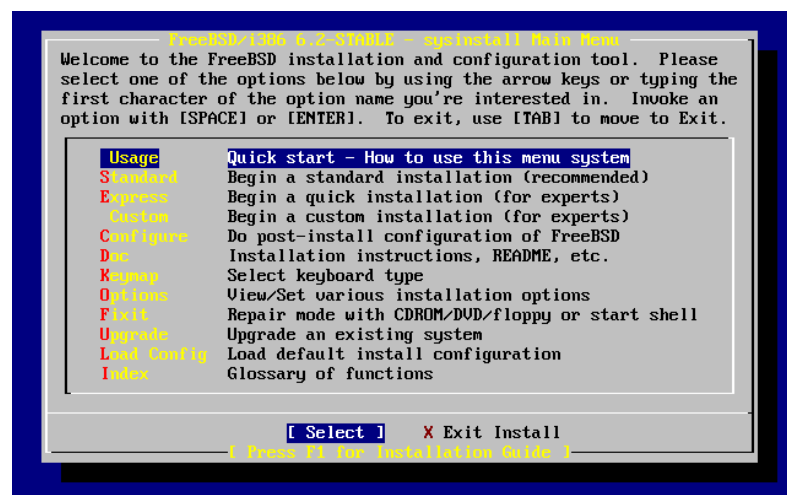 FreeBSD/i386 6.2-STABLE - sysinstall Main Menu
Welcome to the FreeBSD installation and configuration tool.  Please
select one of the options below by using the arrow keys or typing the
first character of the option name you're interested in.  Invoke an
option with [SPACE] or [ENTER].  To exit, use [TAB] to move to Exit.
Usage Quick start - How to use this menu system
Standard Begin a standard installation (recommended)
Express Begin a quick installation (for experts)
Custom Begin a custom installation (for experts)
Configure Do post-install configuration of FreeBSD
Doc Installation instructions, README, etc.
Keymap Select keyboard type
Options View/Set various installation options
Fixit Repair mode with CDROM/DVD/floppy or start shell
Upgrade Upgrade an existing system
Load Config Load default install configuration
Index Glossary of functions
[ Select ] X Exit Install
[ Press F1 for Installation Guide ]